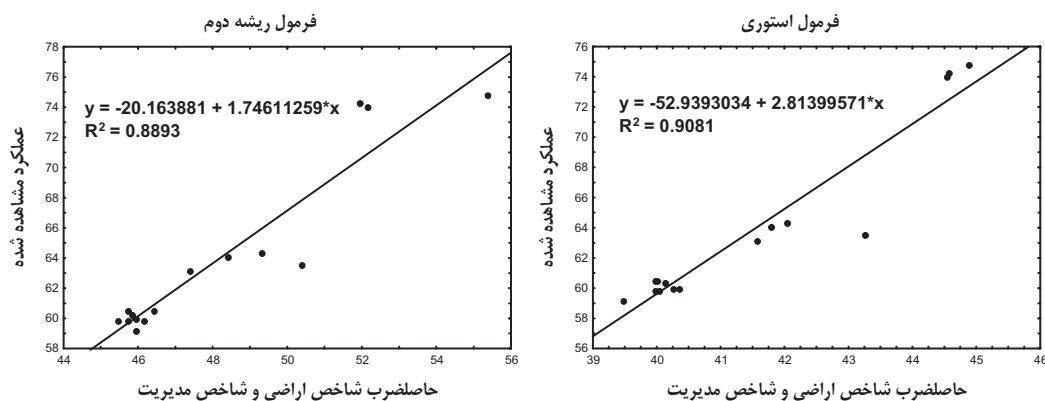 فرمول ریشه دوم
78
76
74
72
70
68
66
64
62
60
58
y = -20.163881 + 1.74611259*x
R² = 0.8893
عملکرد مشاهده شده
44 46 48 50 52 54 56
حاصلضرب شاخص اراضی و شاخص مدیریت
فرمول استوری
76
74
72
70
68
66
64
62
60
58
56
y = -52.9393034 + 2.81399571*x
R² = 0.9081
عملکرد مشاهده شده
39 40 41 42 43 44 45 46
حاصلضرب شاخص اراضی و شاخص مدیریت